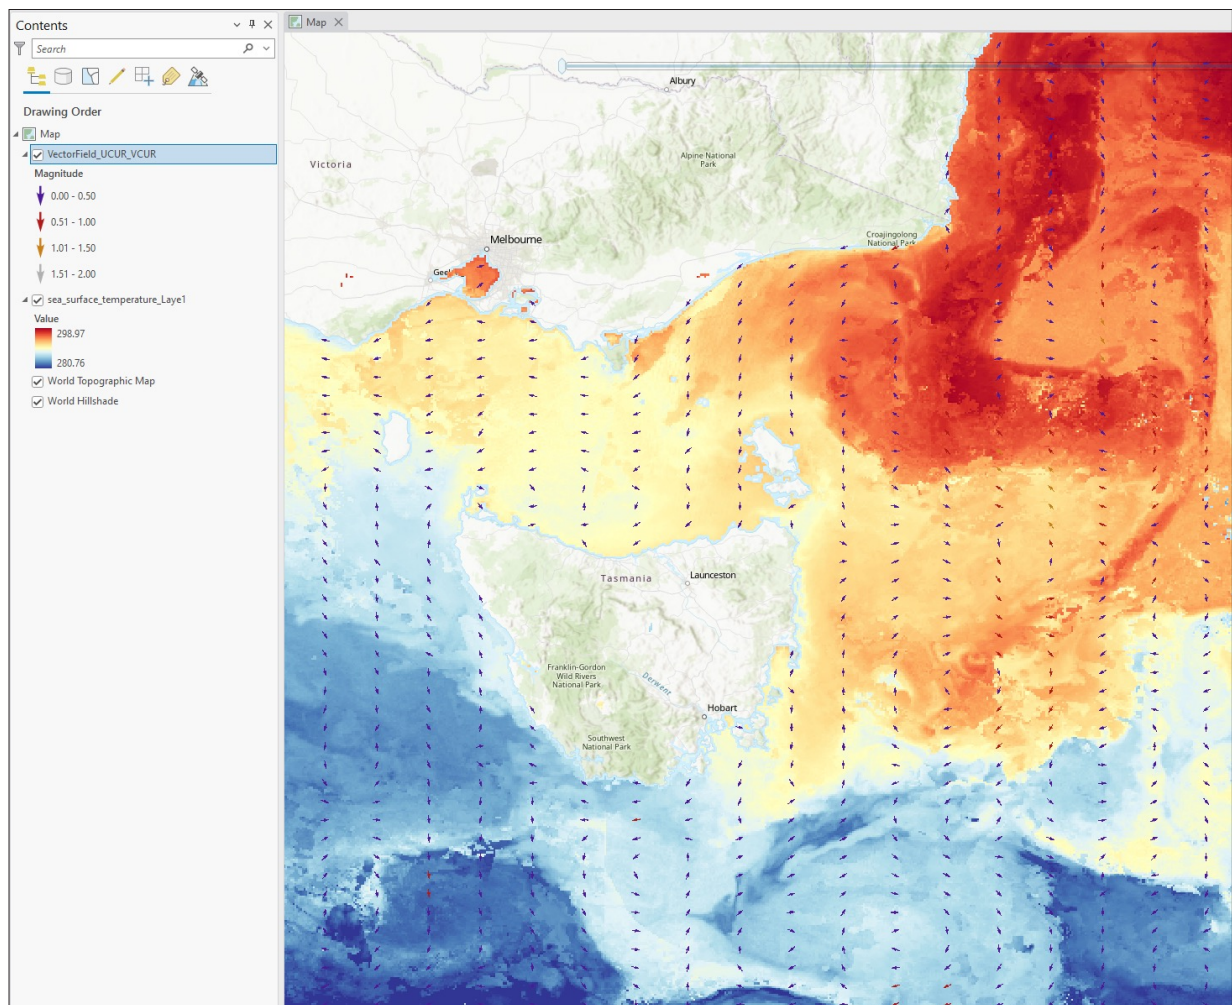 Contents
Map
Search
Drawing Order
Map
VectorField_UCUR_VCUR
Magnitude
0.00 - 0.50
0.51 - 1.00
1.01 - 1.50
1.51 - 2.00
sea_surface_temperature_Laye1
Value
298.97
280.76
World Topographic Map
World Hillshade
Albury
Victoria
Alpine National
Park
Croajingolong
National Park
Melbourne
Geel
Tasmania
Launceston
Franklin-Gordon
Wild Rivers
National Park
Derwent
Hobart
Southwest
National Park